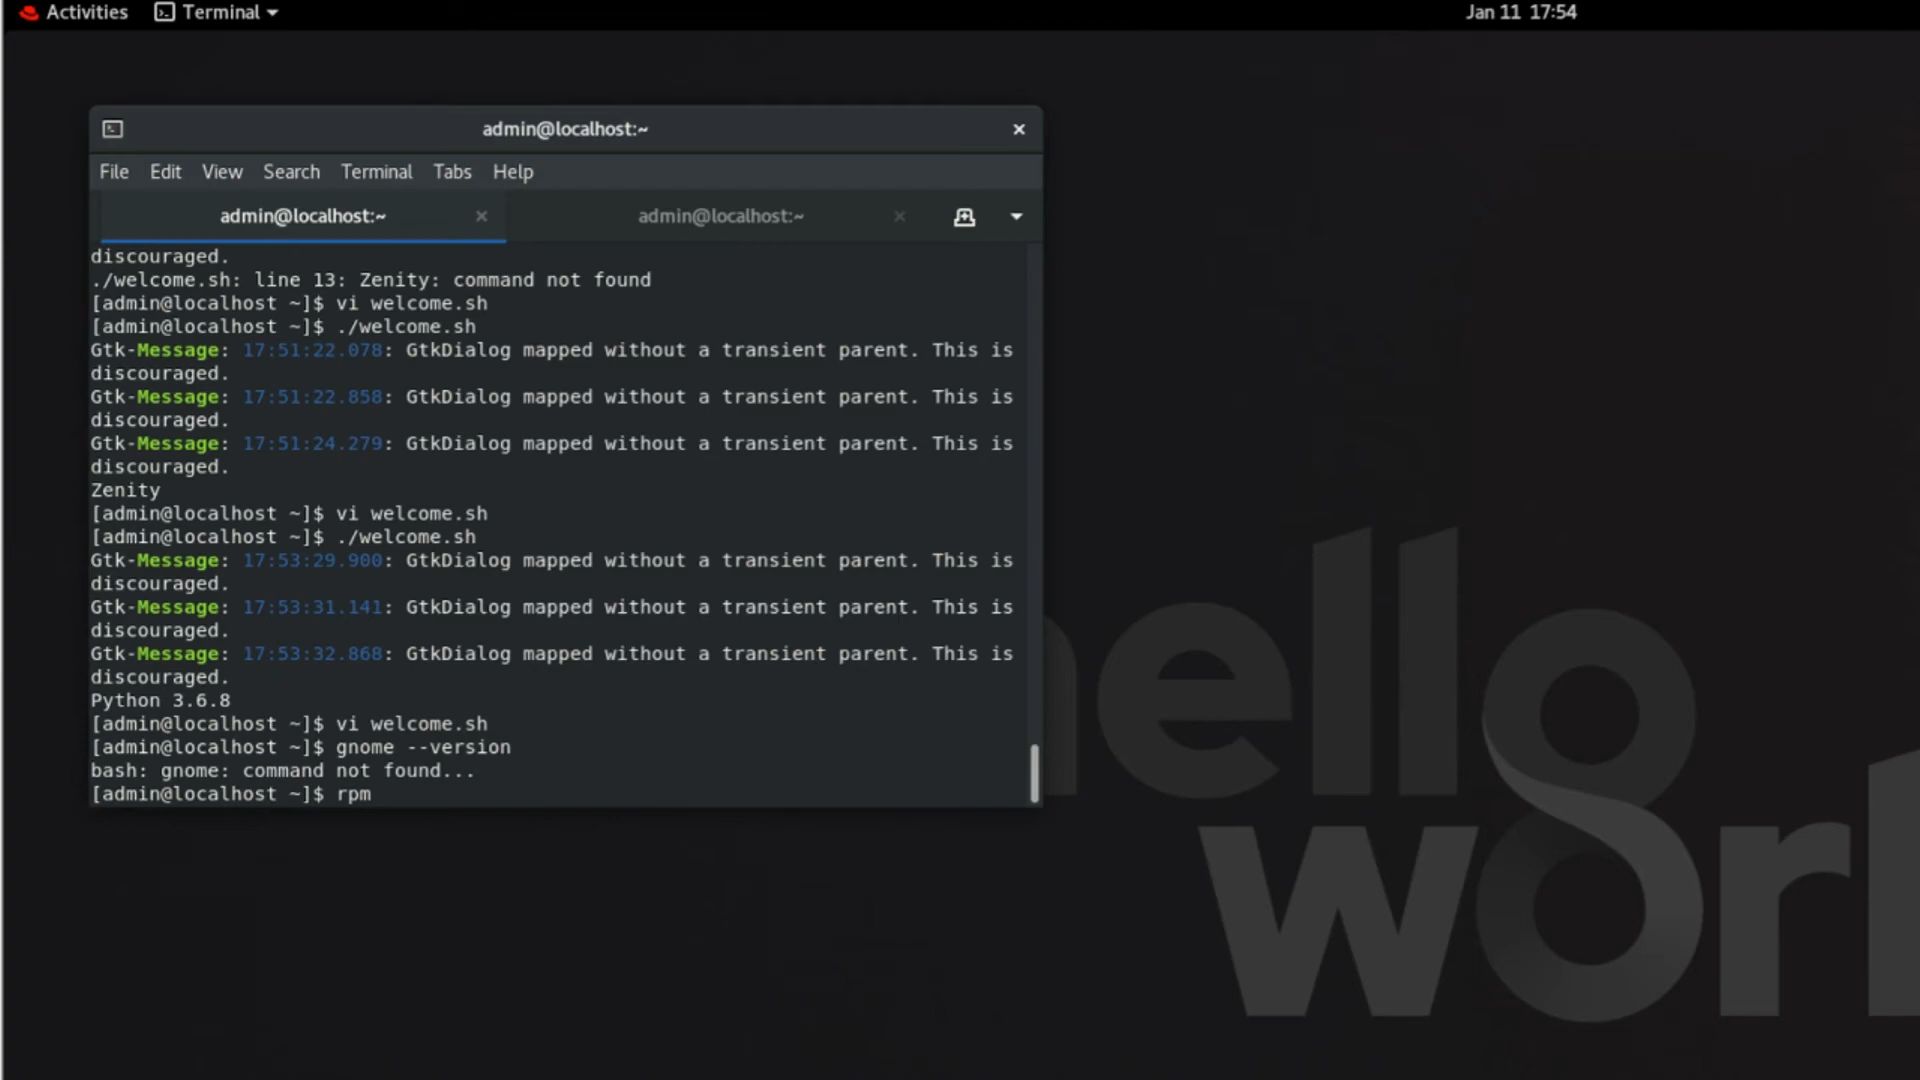 Activities Terminal Jan 11 17:54
admin@localhost:~
File Edit View Search Terminal Tabs Help
admin@localhost:~ admin@localhost:~
discouraged.
./welcome.sh: line 13: Zenity: command not found
[admin@localhost ~]$ vi welcome.sh
[admin@localhost ~]$ ./welcome.sh
Gtk-Message: 17:51:22.078: GtkDialog mapped without a transient parent. This is
discouraged.
Gtk-Message: 17:51:22.858: GtkDialog mapped without a transient parent. This is
discouraged.
Gtk-Message: 17:51:24.279: GtkDialog mapped without a transient parent. This is
discouraged.
Zenity
[admin@localhost ~]$ vi welcome.sh
[admin@localhost ~]$ ./welcome.sh
Gtk-Message: 17:53:29.900: GtkDialog mapped without a transient parent. This is
discouraged.
Gtk-Message: 17:53:31.141: GtkDialog mapped without a transient parent. This is
discouraged.
Gtk-Message: 17:53:32.868: GtkDialog mapped without a transient parent. This is
discouraged.
Python 3.6.8
[admin@localhost ~]$ vi welcome.sh
[admin@localhost ~]$ gnome --version
bash: gnome: command not found...
[admin@localhost ~]$ rpm
hello
worl